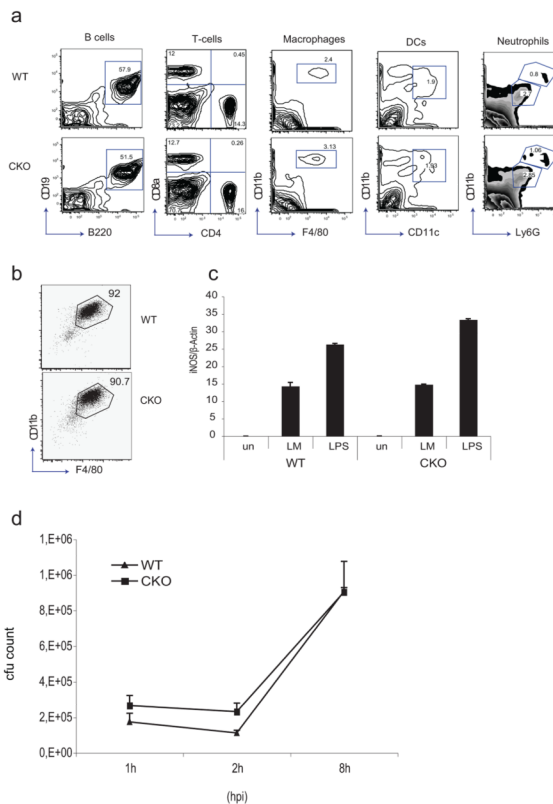 a
B cells T-cells Macrophages DCs Neutrophils
WT
57.9
12 0.45
14.3
2.4
1.9
0.8
CKO
51.5
12.7 0.26
16
3.13
1.93
1.06
CD19 CD8a CD11b CD11b CD11b
B220 CD4 F4/80 CD11c Ly6G
b
92
WT
90.7
CKO
CD11b
F4/80
c
iNOS/β-Actin
40
35
30
25
20
15
10
5
0
un LM LPS un LM LPS
WT CKO
d
1,E+06
1,E+06
8,E+05
6,E+05
4,E+05
2,E+05
0,E+00
cfu count
WT
CKO
1h 2h 8h
(hpi)